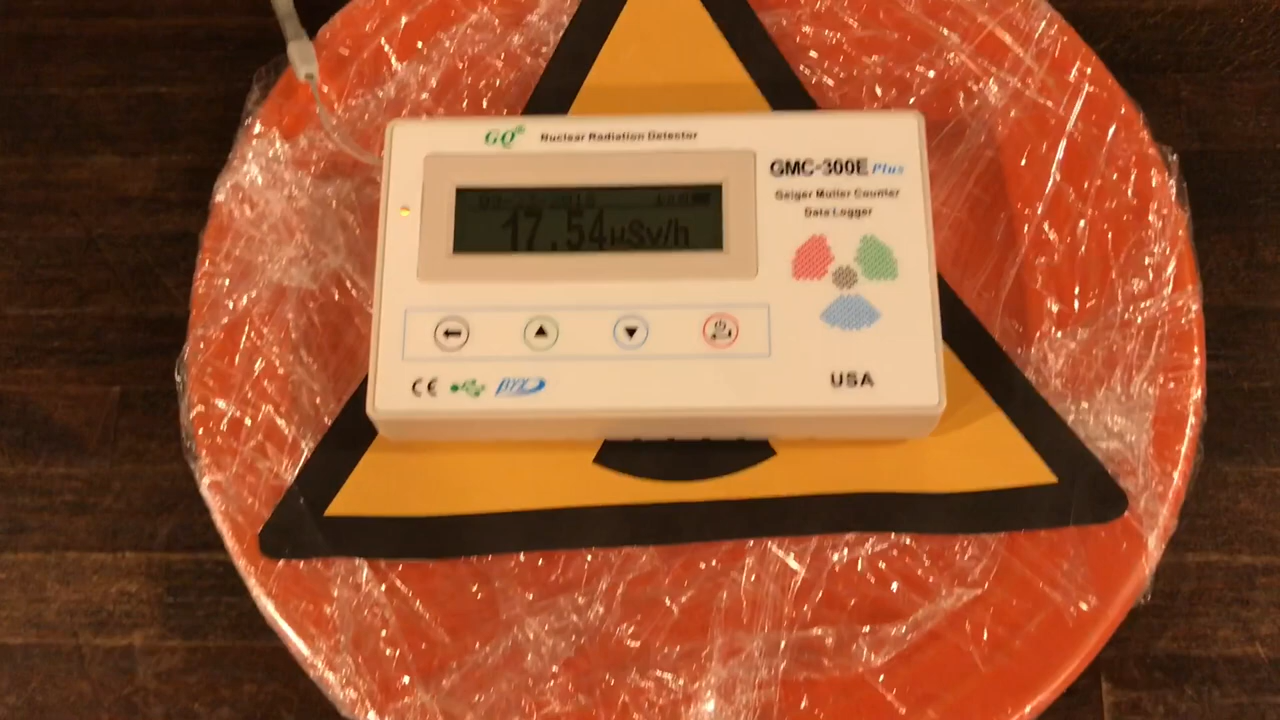 GQ Nuclear Radiation Detector
GMC-300E Plus
Geiger Muller Counter
Data Logger
17.54µSv/h
CE
USA